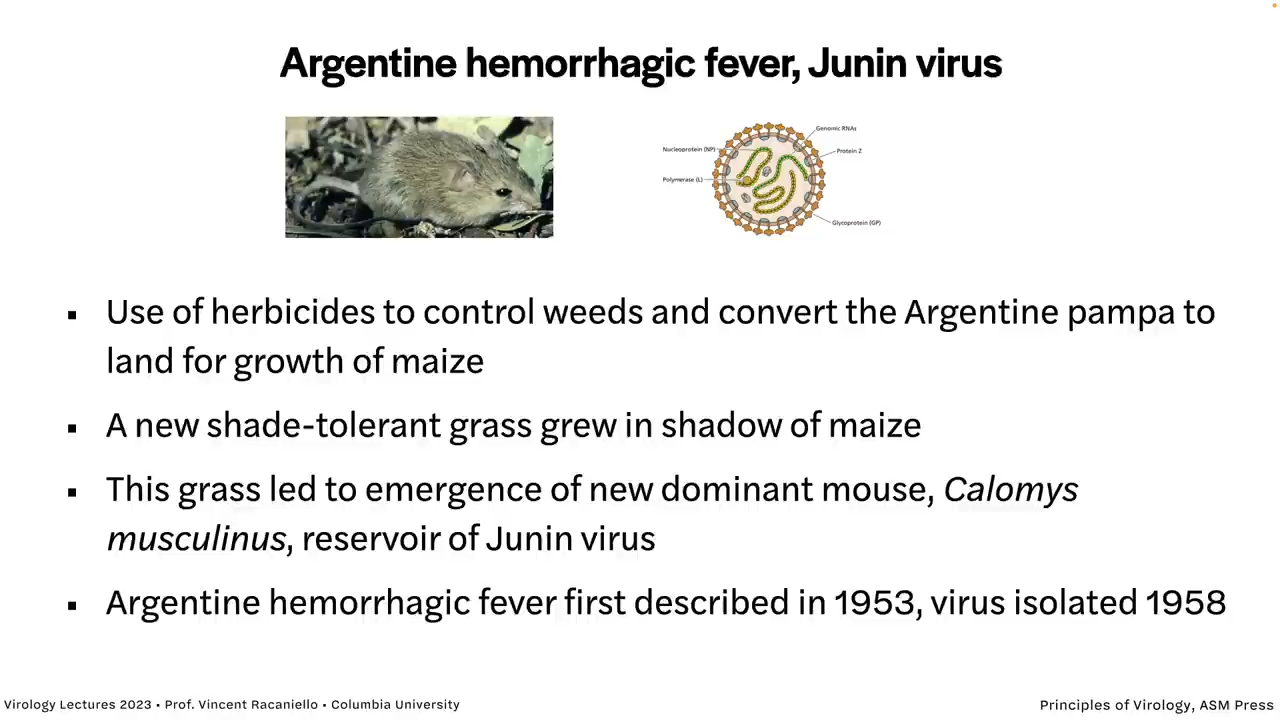 Argentine hemorrhagic fever, Junin virus
Genomic RNAs
Nucleoprotein (NP)
Protein Z
Polymerase (L)
Glycoprotein (GP)
▪ Use of herbicides to control weeds and convert the Argentine pampa to
land for growth of maize
▪ A new shade-tolerant grass grew in shadow of maize
▪ This grass led to emergence of new dominant mouse, Calomys
musculinus, reservoir of Junin virus
▪ Argentine hemorrhagic fever first described in 1953, virus isolated 1958
Virology Lectures 2023 • Prof. Vincent Racaniello • Columbia University
Principles of Virology, ASM Press